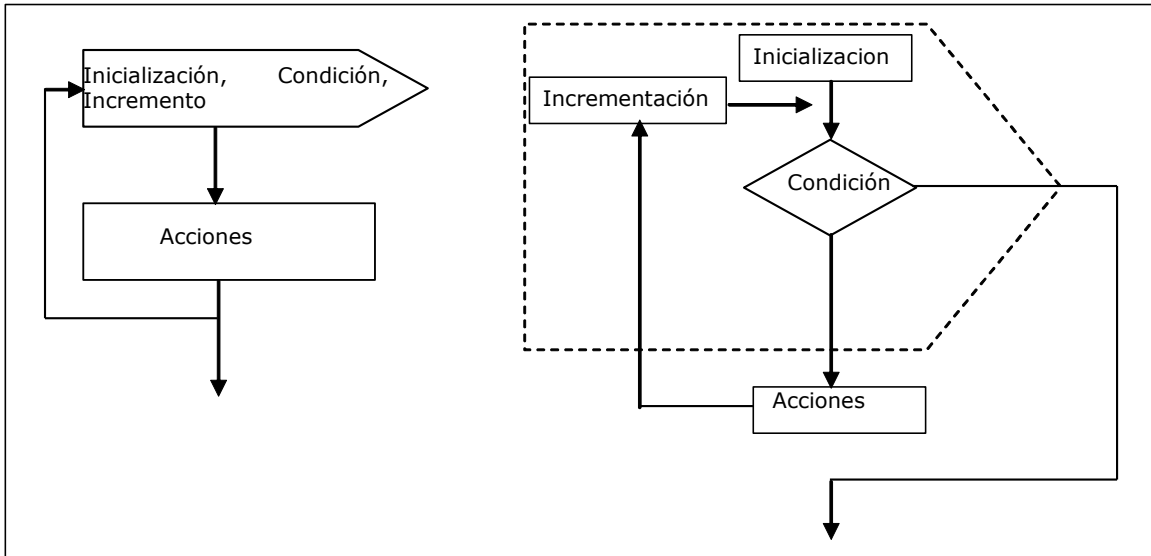 Inicialización, Condición,
Incremento
Acciones
Inicializacion
Incrementación
Condición
Acciones